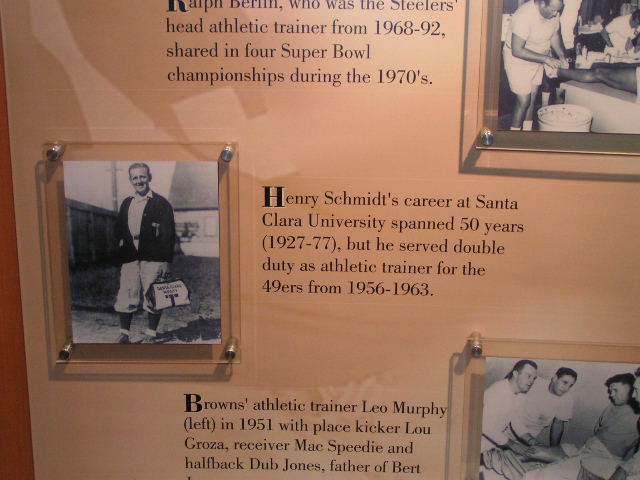 Ralph Berlin, who was the Steelers'
head athletic trainer from 1968-92,
shared in four Super Bowl
championships during the 1970's.
Henry Schmidt's career at Santa
Clara University spanned 50 years
(1927-77), but he served double
duty as athletic trainer for the
49ers from 1956-1963.
SANTA CLARA
Browns' athletic trainer Leo Murphy
(left) in 1951 with place kicker Lou
Groza, receiver Mac Speedie and
halfback Dub Jones, father of Bert